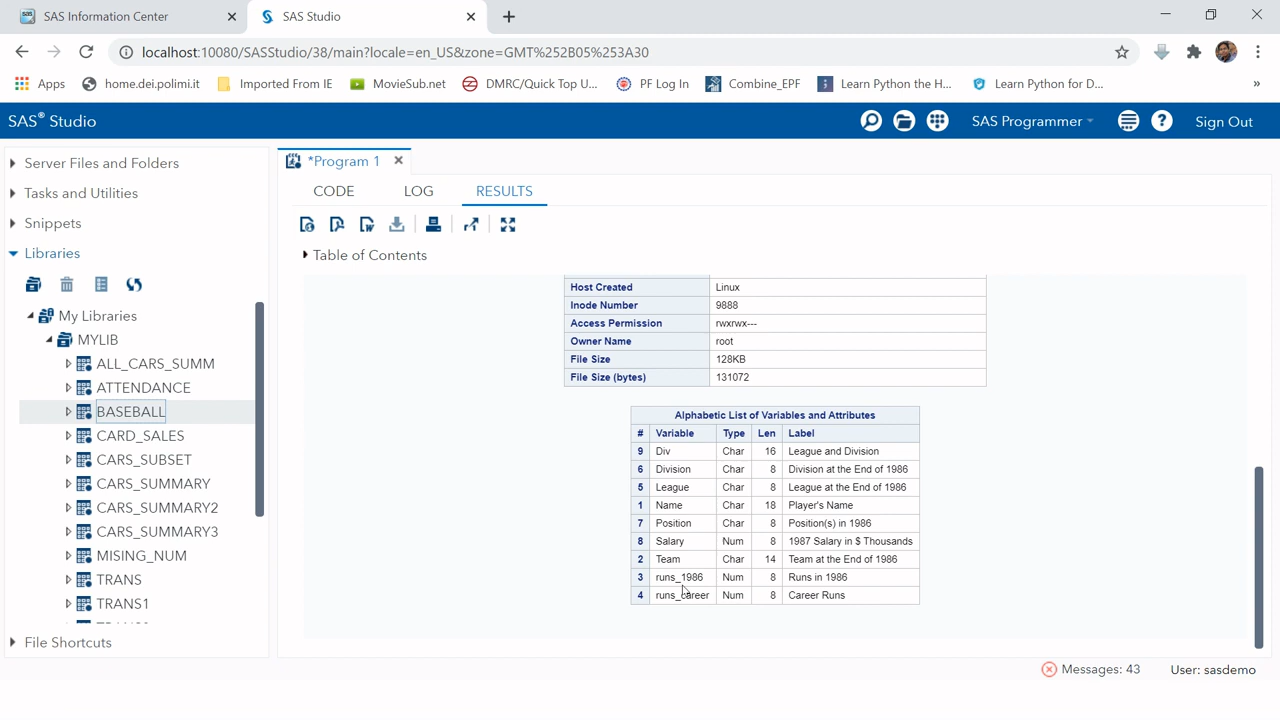 SAS Information Center
SAS Studio
localhost:10080/SASStudio/38/main?locale=en_US&zone=GMT%252B05%253A30
Apps home.dei.polimi.it Imported From IE MovieSub.net DMRC/Quick Top U... PF Log In Combine_EPF Learn Python the H... Learn Python for D... »
SAS® Studio
SAS Programmer
Sign Out
Server Files and Folders
Tasks and Utilities
Snippets
Libraries
My Libraries
MYLIB
ALL_CARS_SUMM
ATTENDANCE
BASEBALL
CARD_SALES
CARS_SUBSET
CARS_SUMMARY
CARS_SUMMARY2
CARS_SUMMARY3
MISING_NUM
TRANS
TRANS1
File Shortcuts
*Program 1
CODE LOG RESULTS
Table of Contents
Host Created Linux
Inode Number 9888
Access Permission rwxrwx---
Owner Name root
File Size 128KB
File Size (bytes) 131072
Alphabetic List of Variables and Attributes
# Variable Type Len Label
9 Div Char 16 League and Division
6 Division Char 8 Division at the End of 1986
5 League Char 8 League at the End of 1986
1 Name Char 18 Player's Name
7 Position Char 8 Position(s) in 1986
8 Salary Num 8 1987 Salary in $ Thousands
2 Team Char 14 Team at the End of 1986
3 runs_1986 Num 8 Runs in 1986
4 runs_career Num 8 Career Runs
Messages: 43
User: sasdemo